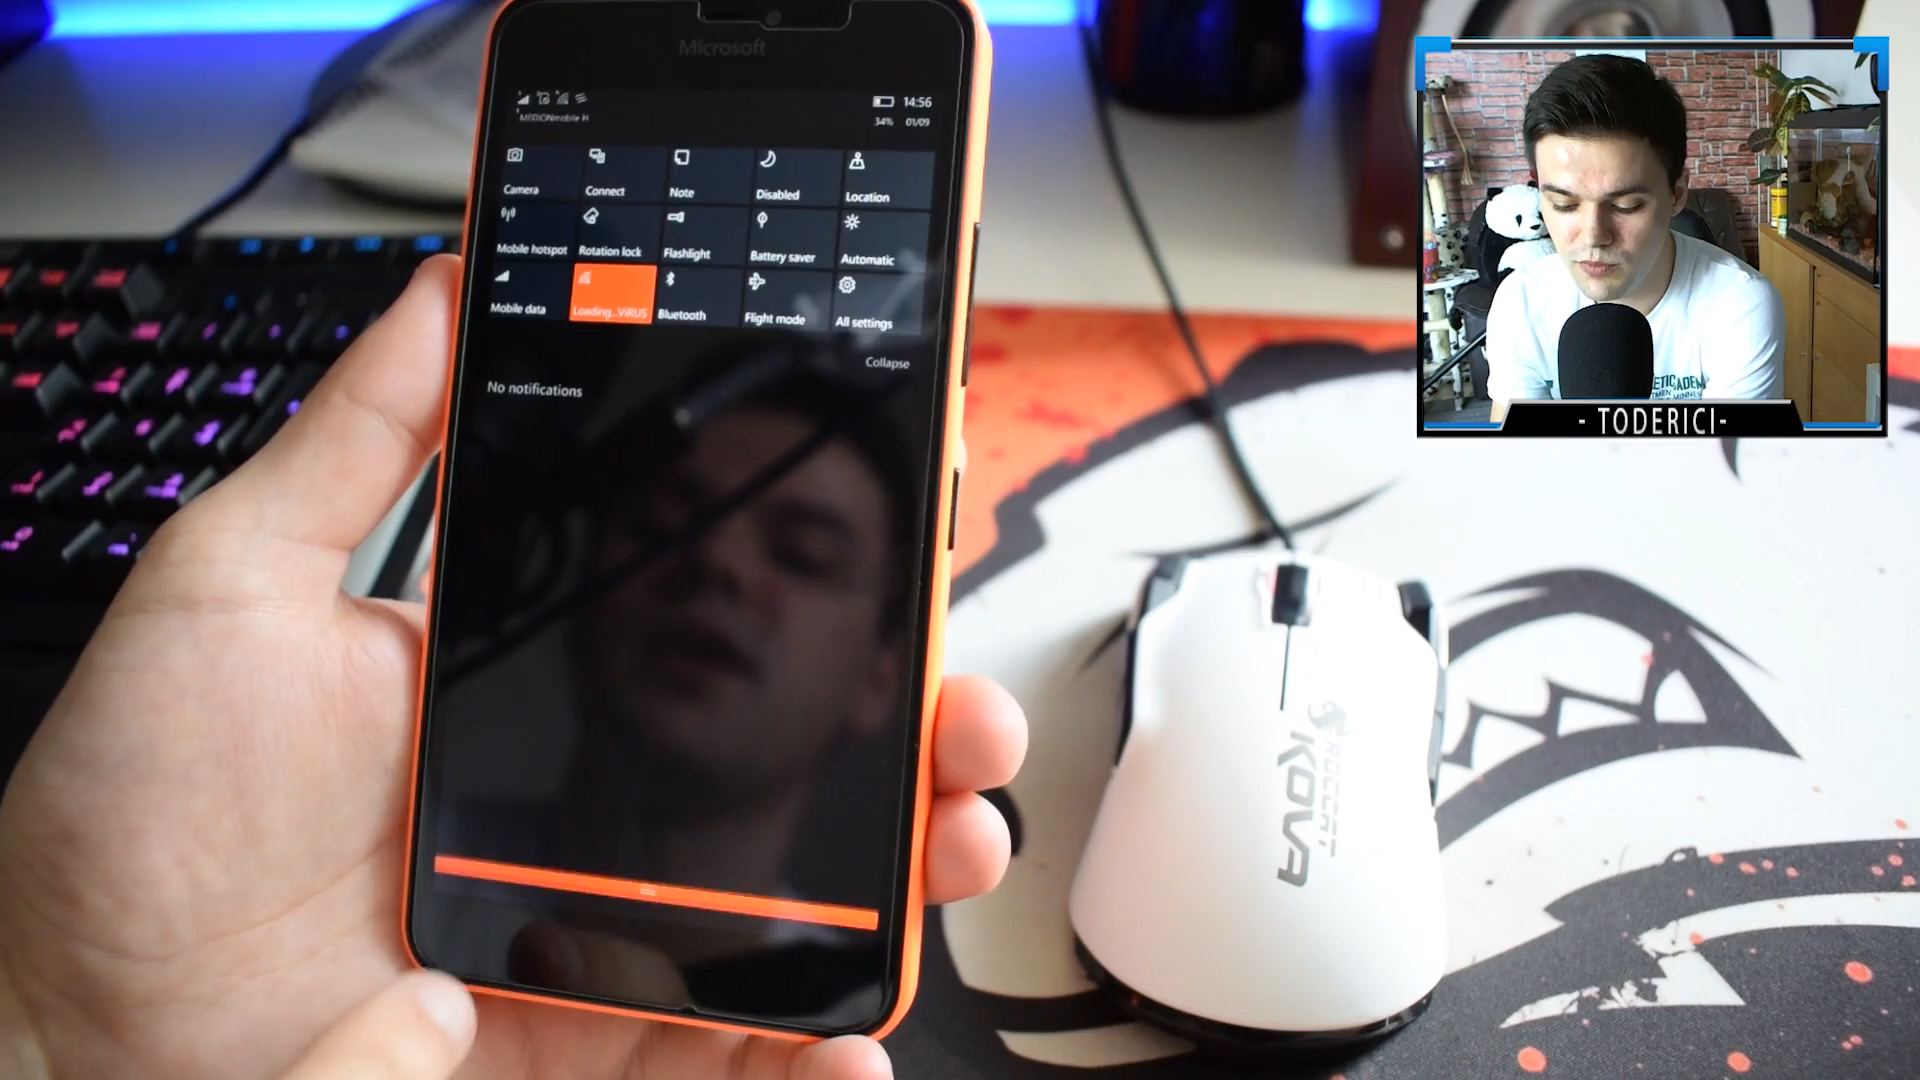 Microsoft
14:56
MEDIONmobile H
34% 01/09
Camera Connect Note Disabled Location
Mobile hotspot Rotation lock Flashlight Battery saver Automatic
Mobile data Loading...VIRUS Bluetooth Flight mode All settings
Collapse
No notifications
ROCCAT
KOVA
- TODERICI-